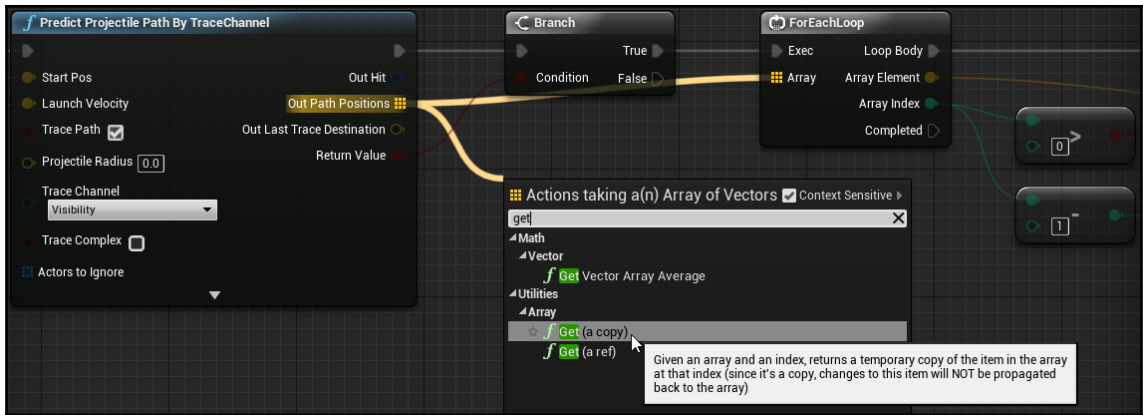 f Predict Projectile Path By TraceChannel
Start Pos
Out Hit
Launch Velocity
Out Path Positions
Trace Path
Out Last Trace Destination
Projectile Radius 0.0
Return Value
Trace Channel
Visibility
Trace Complex
Actors to Ignore
Branch
True
Condition
False
ForEachLoop
Exec
Loop Body
Array
Array Element
Array Index
Completed
0 >
1 -
Actions taking a(n) Array of Vectors Context Sensitive
get
Math
Vector
f Get Vector Array Average
Utilities
Array
f Get (a copy)
f Get (a ref)
Given an array and an index, returns a temporary copy of the item in the array
at that index (since it's a copy, changes to this item will NOT be propagated
back to the array)